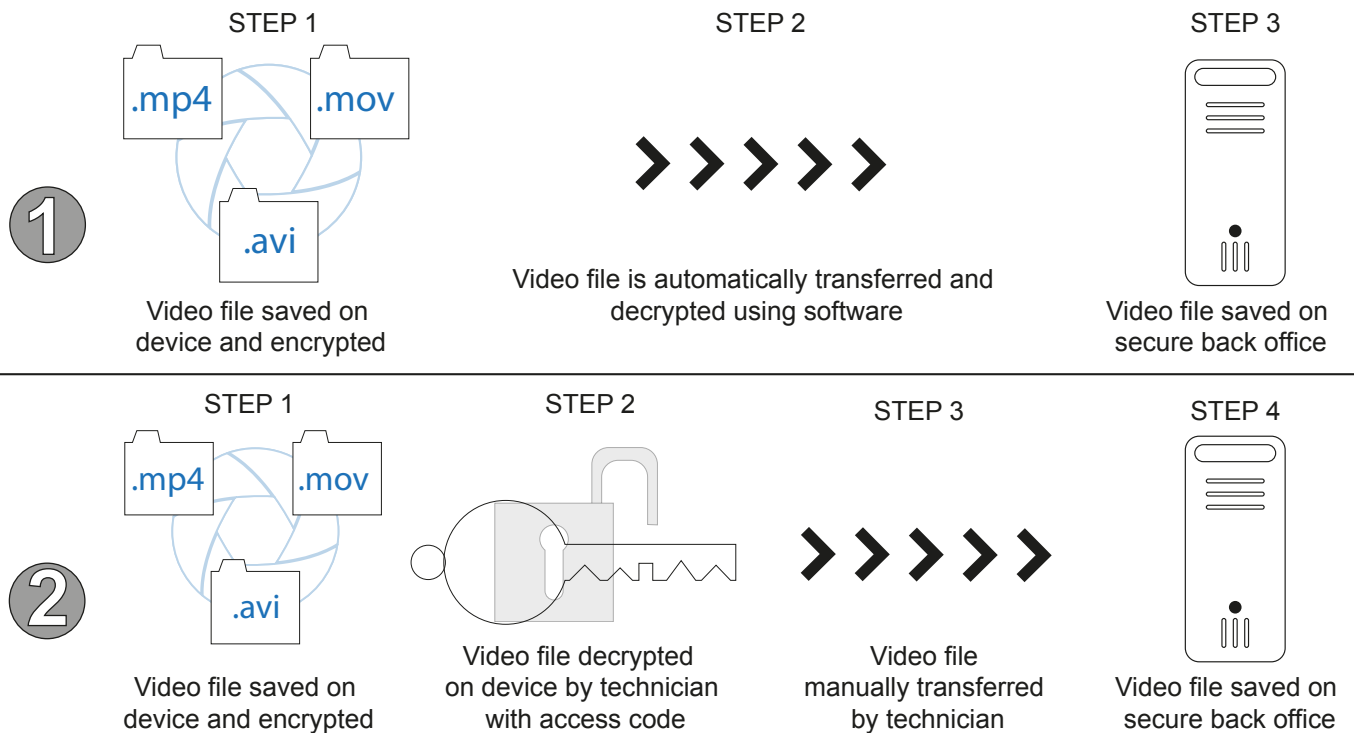 STEP 1
STEP 2
STEP 3
.mp4
.mov
.avi
1
Video file saved on
device and encrypted
Video file is automatically transferred and
decrypted using software
Video file saved on
secure back office
STEP 1
STEP 2
STEP 3
STEP 4
.mp4
.mov
.avi
2
Video file saved on
device and encrypted
Video file decrypted
on device by technician
with access code
Video file
manually transferred
by technician
Video file saved on
secure back office